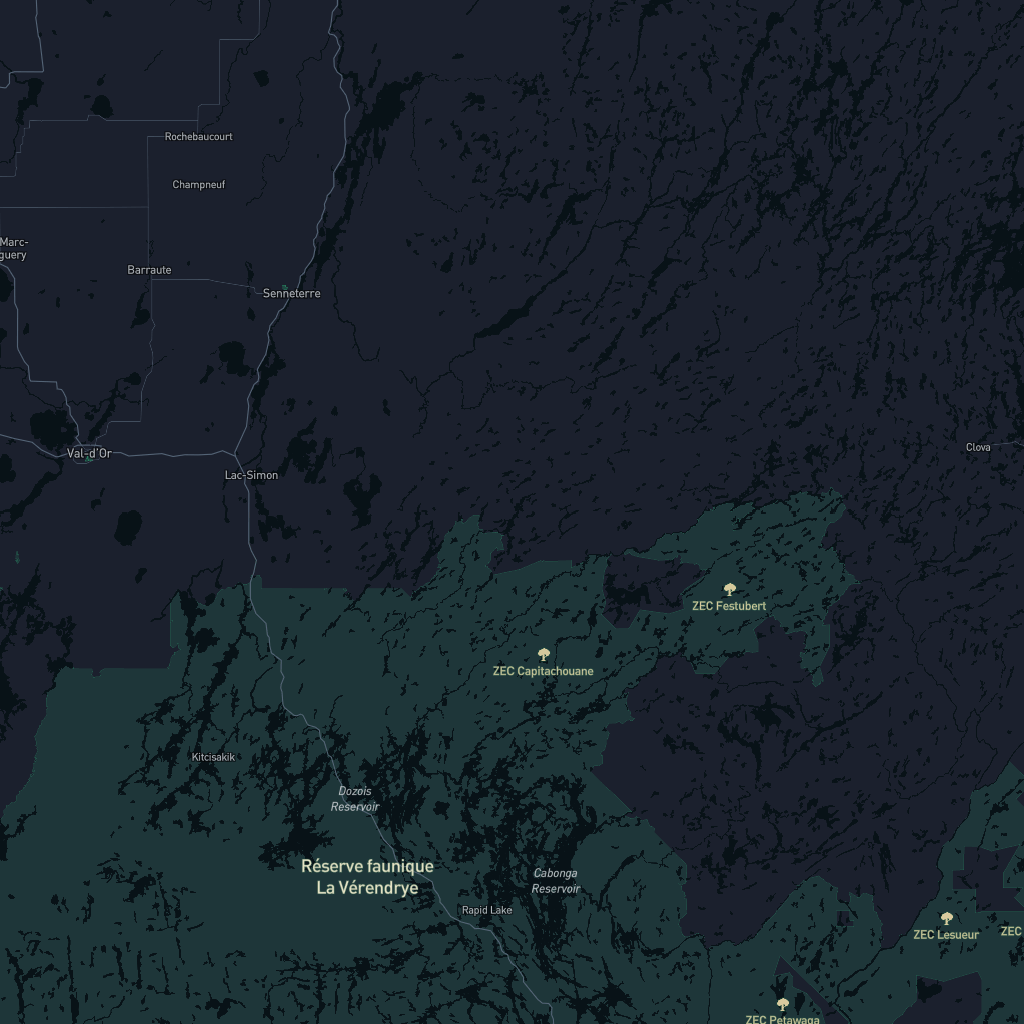 Rochebaucourt
Champneuf
Marc-
guery
Barraute
Senneterre
Clova
Val-d'Or
Lac-Simon
ZEC Festubert
ZEC Capitachouane
Kitcisakik
Dozois
Reservoir
Réserve faunique
La Vérendrye
Cabonga
Reservoir
Rapid Lake
ZEC Lesueur
ZEC
ZEC Petawaga